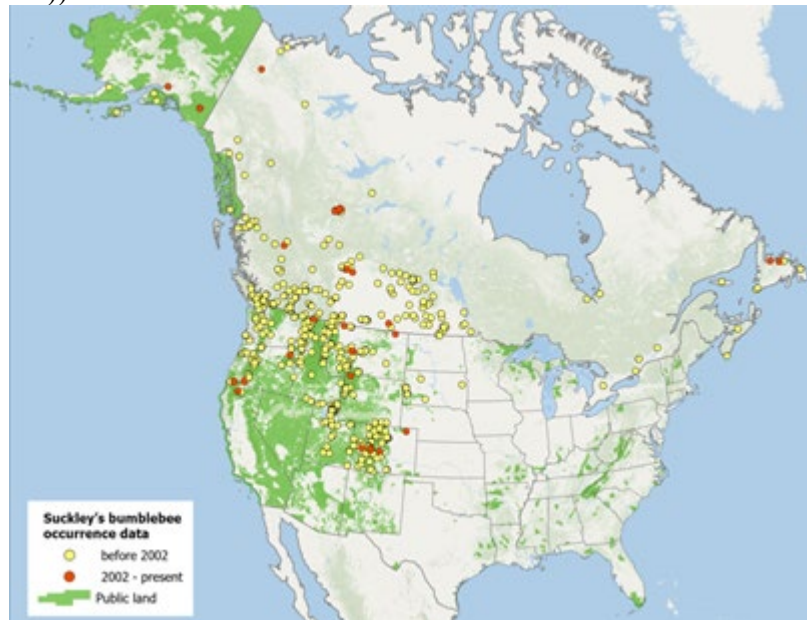 Suckley's bumblebee
occurrence data
before 2002
2002 - present
Public land